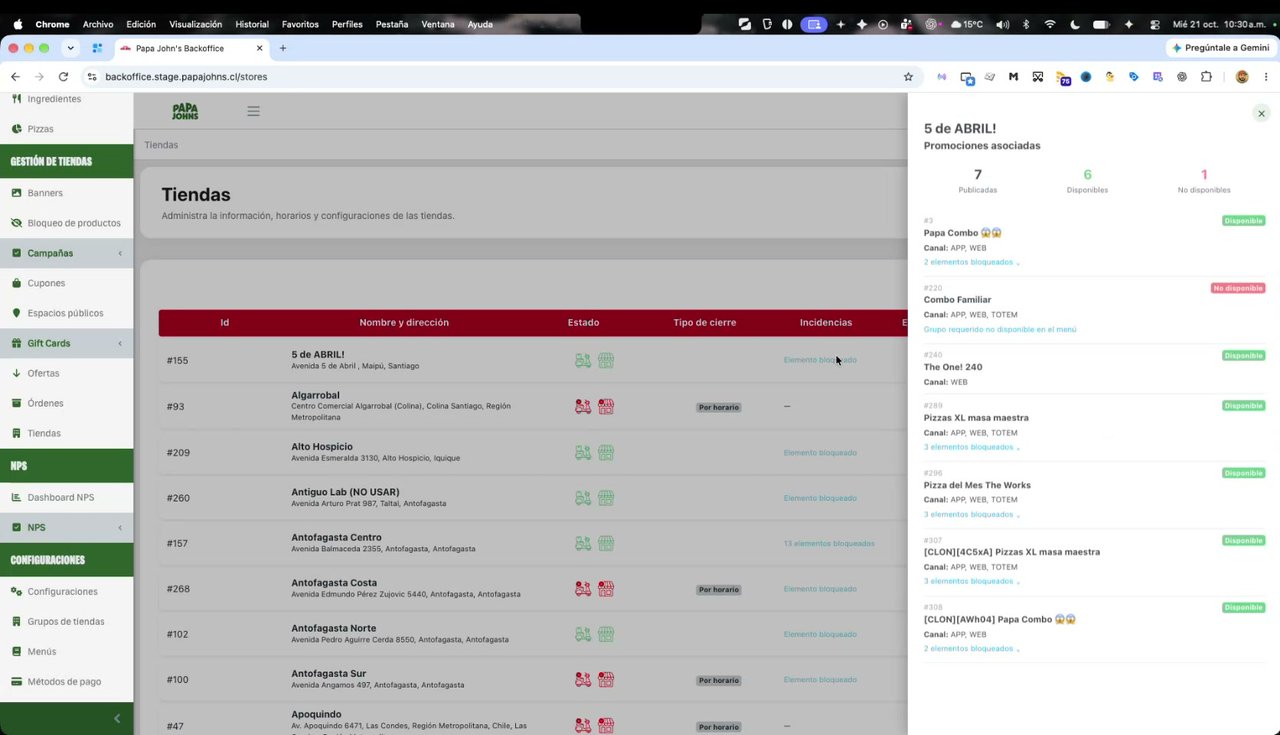 Chrome Archivo Edición Visualización Historial Favoritos Perfiles Pestaña Ventana Ayuda 15°C Mié 21 oct. 10:30 a.m.
Papa John's Backoffice
Pregúntale a Gemini
backoffice.stage.papajohns.cl/stores
75
Ingredientes
Pizzas
GESTIÓN DE TIENDAS
Banners
Bloqueo de productos
Campañas
Cupones
Espacios públicos
Gift Cards
Ofertas
Órdenes
Tiendas
NPS
Dashboard NPS
NPS
CONFIGURACIONES
Configuraciones
Grupos de tiendas
Menús
Métodos de pago
PAPA JOHNS
Tiendas
Tiendas
Administra la información, horarios y configuraciones de las tiendas.
Id Nombre y dirección Estado Tipo de cierre Incidencias E
#155 5 de ABRIL! Elemento bloqueado
Avenida 5 de Abril , Maipú, Santiago
#93 Algarrobal Por horario —
Centro Comercial Algarrobal (Colina), Colina Santiago, Región
Metropolitana
#209 Alto Hospicio Elemento bloqueado
Avenida Esmeralda 3130, Alto Hospicio, Iquique
#260 Antiguo Lab (NO USAR) Elemento bloqueado
Avenida Arturo Prat 987, Taltal, Antofagasta
#157 Antofagasta Centro 13 elementos bloqueados
Avenida Balmaceda 2355, Antofagasta, Antofagasta
#268 Antofagasta Costa Por horario Elemento bloqueado
Avenida Edmundo Pérez Zujovic 5440, Antofagasta, Antofagasta
#102 Antofagasta Norte Elemento bloqueado
Avenida Pedro Aguirre Cerda 8550, Antofagasta, Antofagasta
#100 Antofagasta Sur Por horario Elemento bloqueado
Avenida Angamos 497, Antofagasta, Antofagasta
#47 Apoquindo Por horario —
Av. Apoquindo 6471, Las Condes, Región Metropolitana, Chile, Las
5 de ABRIL!
Promociones asociadas
7 6 1
Publicadas Disponibles No disponibles
#3 Disponible
Papa Combo 😱😱
Canal: APP, WEB
2 elementos bloqueados
#220 No disponible
Combo Familiar
Canal: APP, WEB, TOTEM
Grupo requerido no disponible en el menú
#240 Disponible
The One! 240
Canal: WEB
#289 Disponible
Pizzas XL masa maestra
Canal: APP, WEB, TOTEM
3 elementos bloqueados
#296 Disponible
Pizza del Mes The Works
Canal: APP, WEB, TOTEM
3 elementos bloqueados
#307 Disponible
[CLON][4C5xA] Pizzas XL masa maestra
Canal: APP, WEB, TOTEM
3 elementos bloqueados
#308 Disponible
[CLON][AWh04] Papa Combo 😱😱
Canal: APP, WEB
2 elementos bloqueados